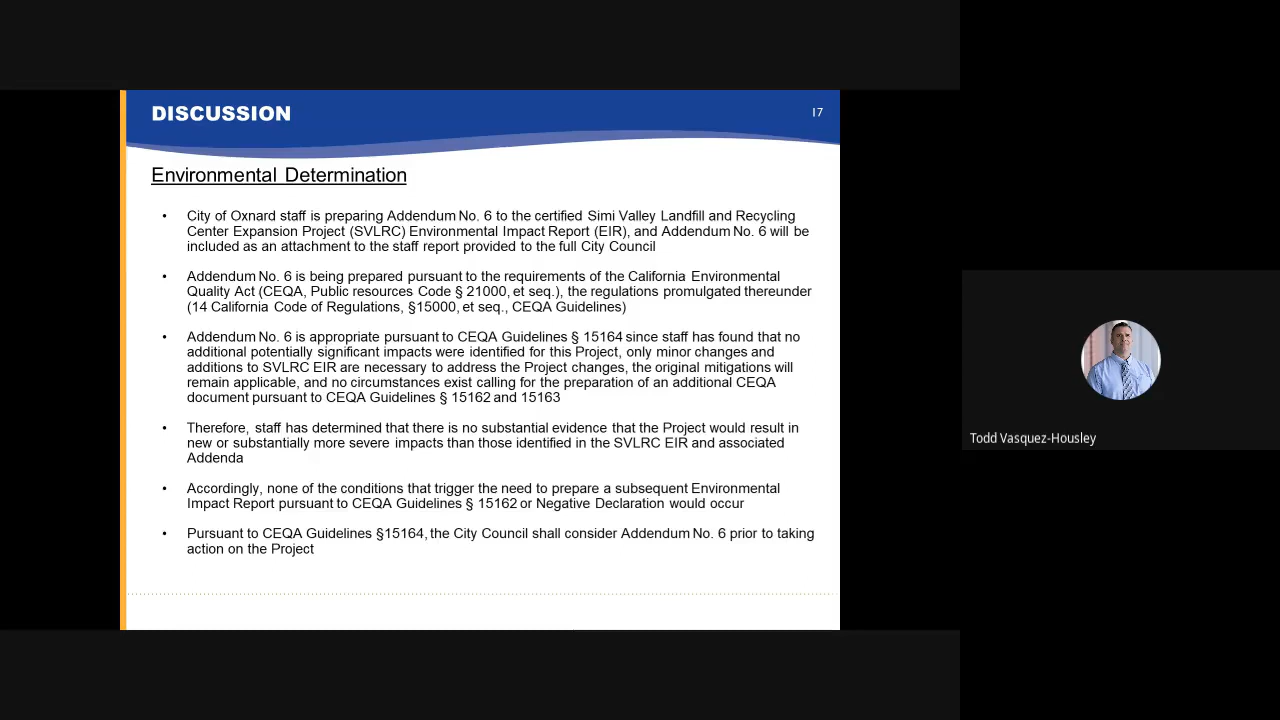 DISCUSSION
17
Environmental Determination
• City of Oxnard staff is preparing Addendum No. 6 to the certified Simi Valley Landfill and Recycling
Center Expansion Project (SVLRC) Environmental Impact Report (EIR), and Addendum No. 6 will be
included as an attachment to the staff report provided to the full City Council
• Addendum No. 6 is being prepared pursuant to the requirements of the California Environmental
Quality Act (CEQA, Public resources Code § 21000, et seq.), the regulations promulgated thereunder
(14 California Code of Regulations, §15000, et seq., CEQA Guidelines)
• Addendum No. 6 is appropriate pursuant to CEQA Guidelines § 15164 since staff has found that no
additional potentially significant impacts were identified for this Project, only minor changes and
additions to SVLRC EIR are necessary to address the Project changes, the original mitigations will
remain applicable, and no circumstances exist calling for the preparation of an additional CEQA
document pursuant to CEQA Guidelines § 15162 and 15163
• Therefore, staff has determined that there is no substantial evidence that the Project would result in
new or substantially more severe impacts than those identified in the SVLRC EIR and associated
Addenda
• Accordingly, none of the conditions that trigger the need to prepare a subsequent Environmental
Impact Report pursuant to CEQA Guidelines § 15162 or Negative Declaration would occur
• Pursuant to CEQA Guidelines §15164, the City Council shall consider Addendum No. 6 prior to taking
action on the Project
Todd Vasquez-Housley